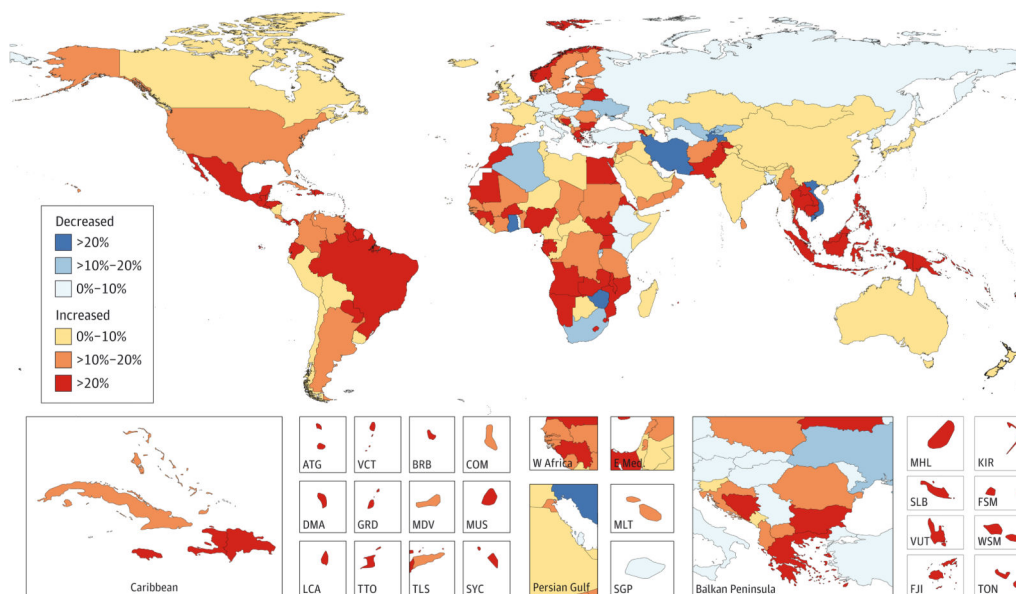 Decreased
>20%
>10%–20%
0%–10%
Increased
0%–10%
>10%–20%
>20%
Caribbean
ATG
VCT
BRB
COM
DMA
GRD
MDV
MUS
LCA
TTO
TLS
SYC
W Africa
E Med.
Persian Gulf
MLT
SGP
Balkan Peninsula
MHL
KIR
SLB
FSM
VUT
WSM
FJI
TON